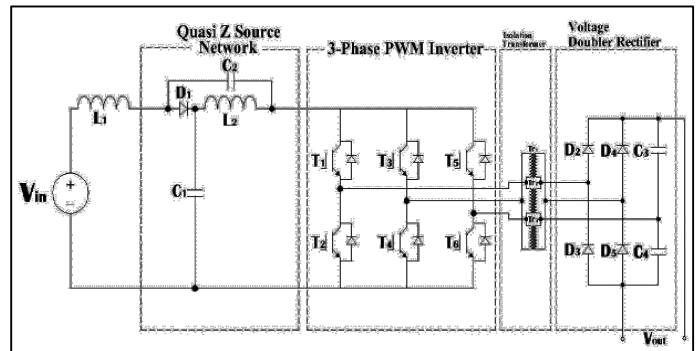 Quasi Z Source
Network
3-Phase PWM Inverter
Isolation
Transformer
Voltage
Doubler Rectifier
C2
D1
L1
L2
C1
Vin
T1
T3
T5
T2
T4
T6
D2
D4
C3
D3
D5
C4
Vout